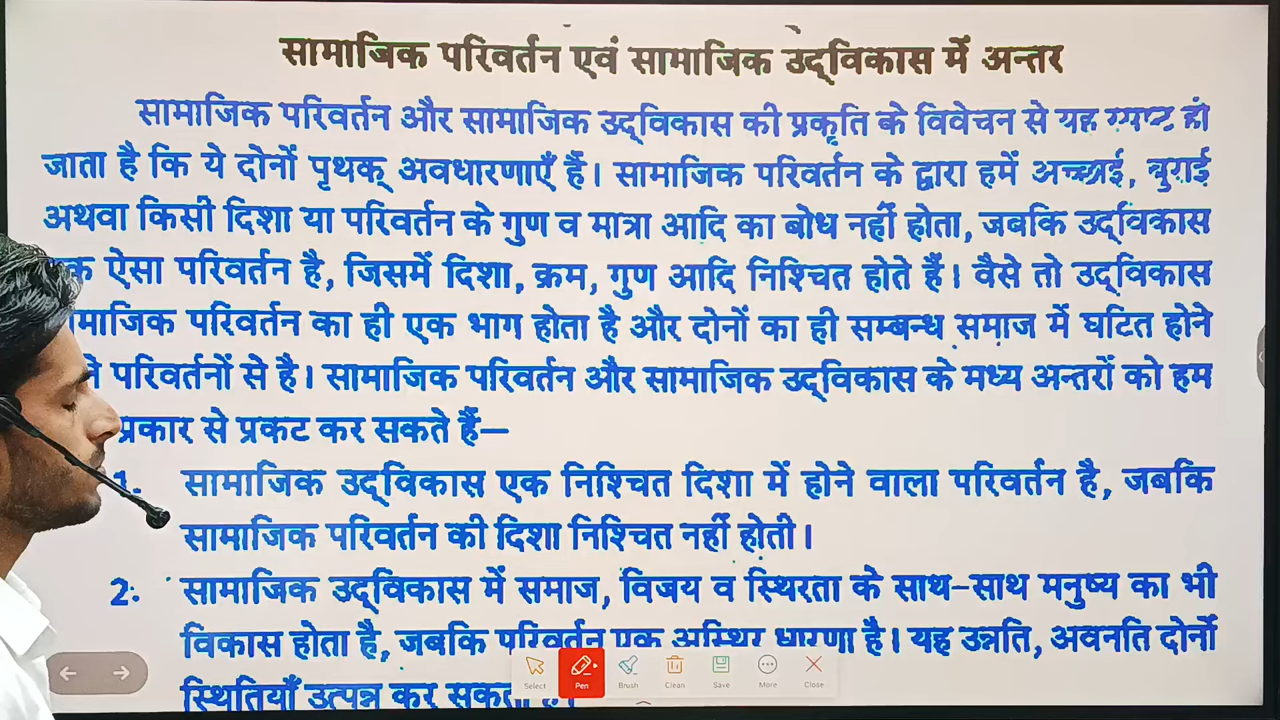 सामाजिक परिवर्तन एवं सामाजिक उद्‌विकास में अन्तर
सामाजिक परिवर्तन और सामाजिक उद्‌विकास की प्रकृति के विवेचन से यह स्पष्ट हो
जाता है कि ये दोनों पृथक् अवधारणाएँ हैं। सामाजिक परिवर्तन के द्वारा हमें अच्छाई, बुराई
अथवा किसी दिशा या परिवर्तन के गुण व मात्रा आदि का बोध नहीं होता, जबकि उद्‌विकास
ऐसा परिवर्तन है, जिसमें दिशा, क्रम, गुण आदि निश्चित होते हैं। वैसे तो उद्‌विकास
परिवर्तन का ही एक भाग होता है और दोनों का ही सम्बन्ध समाज में घटित होने
परिवर्तनों से है। सामाजिक परिवर्तन और सामाजिक उद्‌विकास के मध्य अन्तरों को हम
प्रकार से प्रकट कर सकते हैं—
1. सामाजिक उद्‌विकास एक निश्चित दिशा में होने वाला परिवर्तन है, जबकि
सामाजिक परिवर्तन की दिशा निश्चित नहीं होती।
2. सामाजिक उद्‌विकास में समाज, विजय व स्थिरता के साथ-साथ मनुष्य का भी
विकास होता है, जबकि परिवर्तन एक अस्थिर धारणा है। यह उन्नति, अवनति दोनों
स्थितियाँ उत्पन्न कर
Select Pen Brush Clean Save More Close